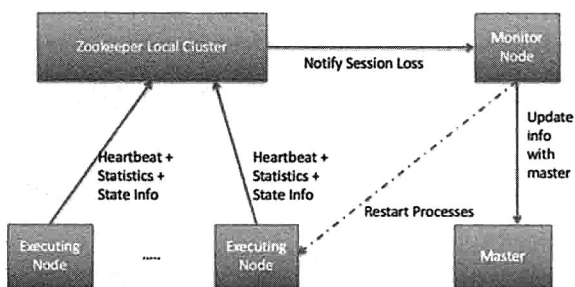 Zookeeper Local Cluster
Monitor
Node
Notify Session Loss
Heartbeat +
Statistics +
State Info
Heartbeat +
Statistics +
State Info
Update
info
with
master
Restart Processes
Executing
Node
.....
Executing
Node
Master